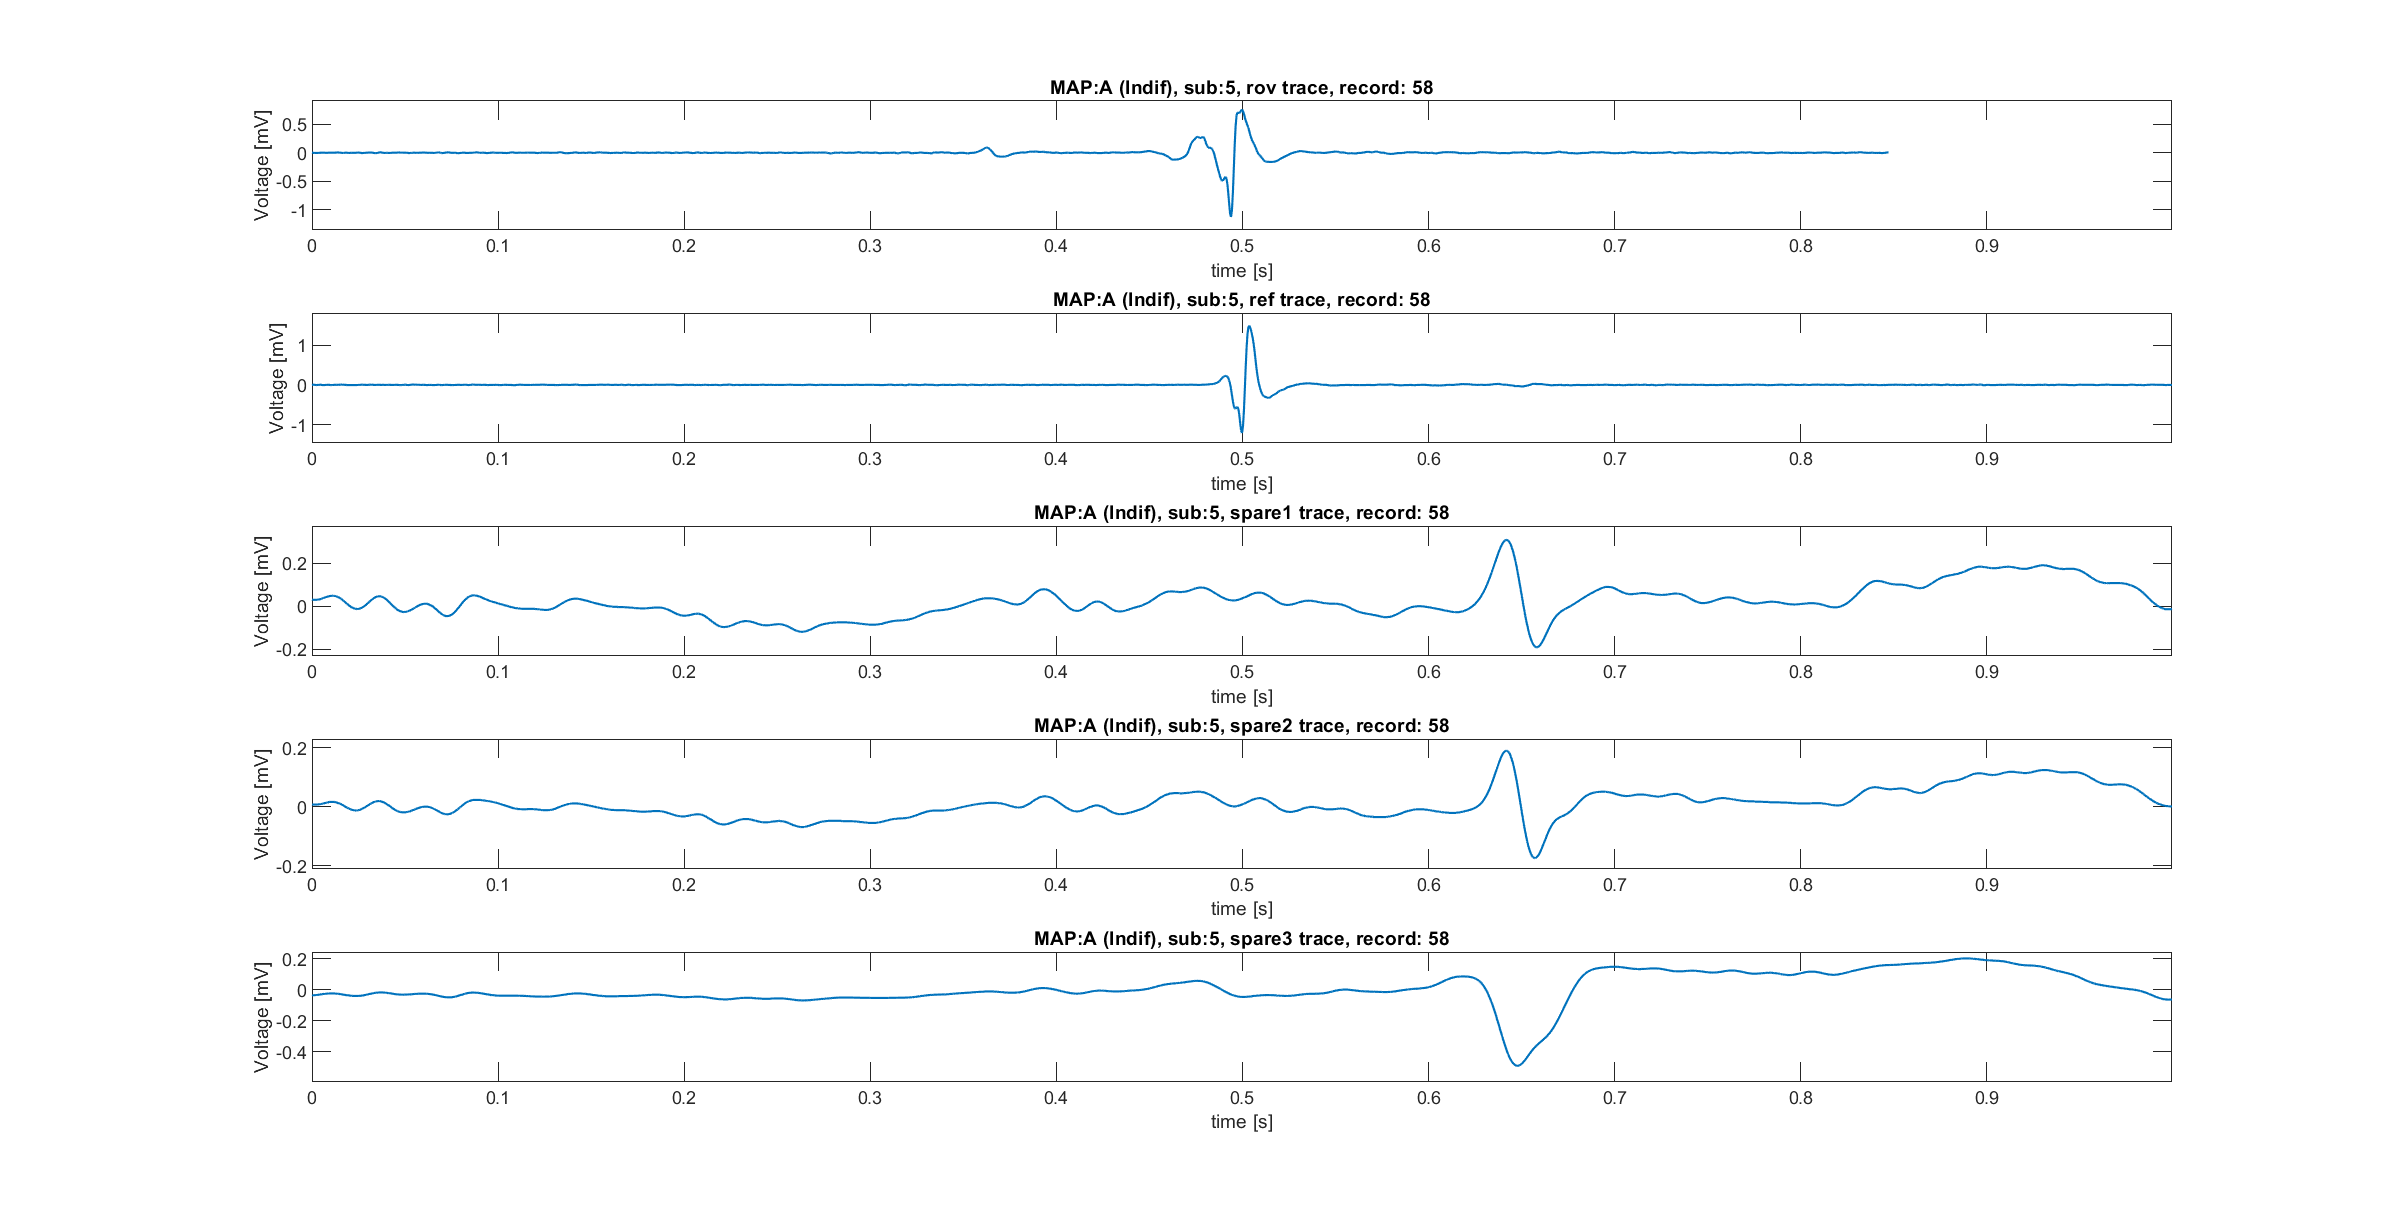 MAP:A (Indif), sub:5, rov trace, record: 58
Voltage [mV]
0.5
0
-0.5
-1
0 0.1 0.2 0.3 0.4 0.5 0.6 0.7 0.8 0.9
time [s]
MAP:A (Indif), sub:5, ref trace, record: 58
Voltage [mV]
1
0
-1
0 0.1 0.2 0.3 0.4 0.5 0.6 0.7 0.8 0.9
time [s]
MAP:A (Indif), sub:5, spare1 trace, record: 58
Voltage [mV]
0.2
0
-0.2
0 0.1 0.2 0.3 0.4 0.5 0.6 0.7 0.8 0.9
time [s]
MAP:A (Indif), sub:5, spare2 trace, record: 58
Voltage [mV]
0.2
0
-0.2
0 0.1 0.2 0.3 0.4 0.5 0.6 0.7 0.8 0.9
time [s]
MAP:A (Indif), sub:5, spare3 trace, record: 58
Voltage [mV]
0.2
0
-0.2
-0.4
0 0.1 0.2 0.3 0.4 0.5 0.6 0.7 0.8 0.9
time [s]